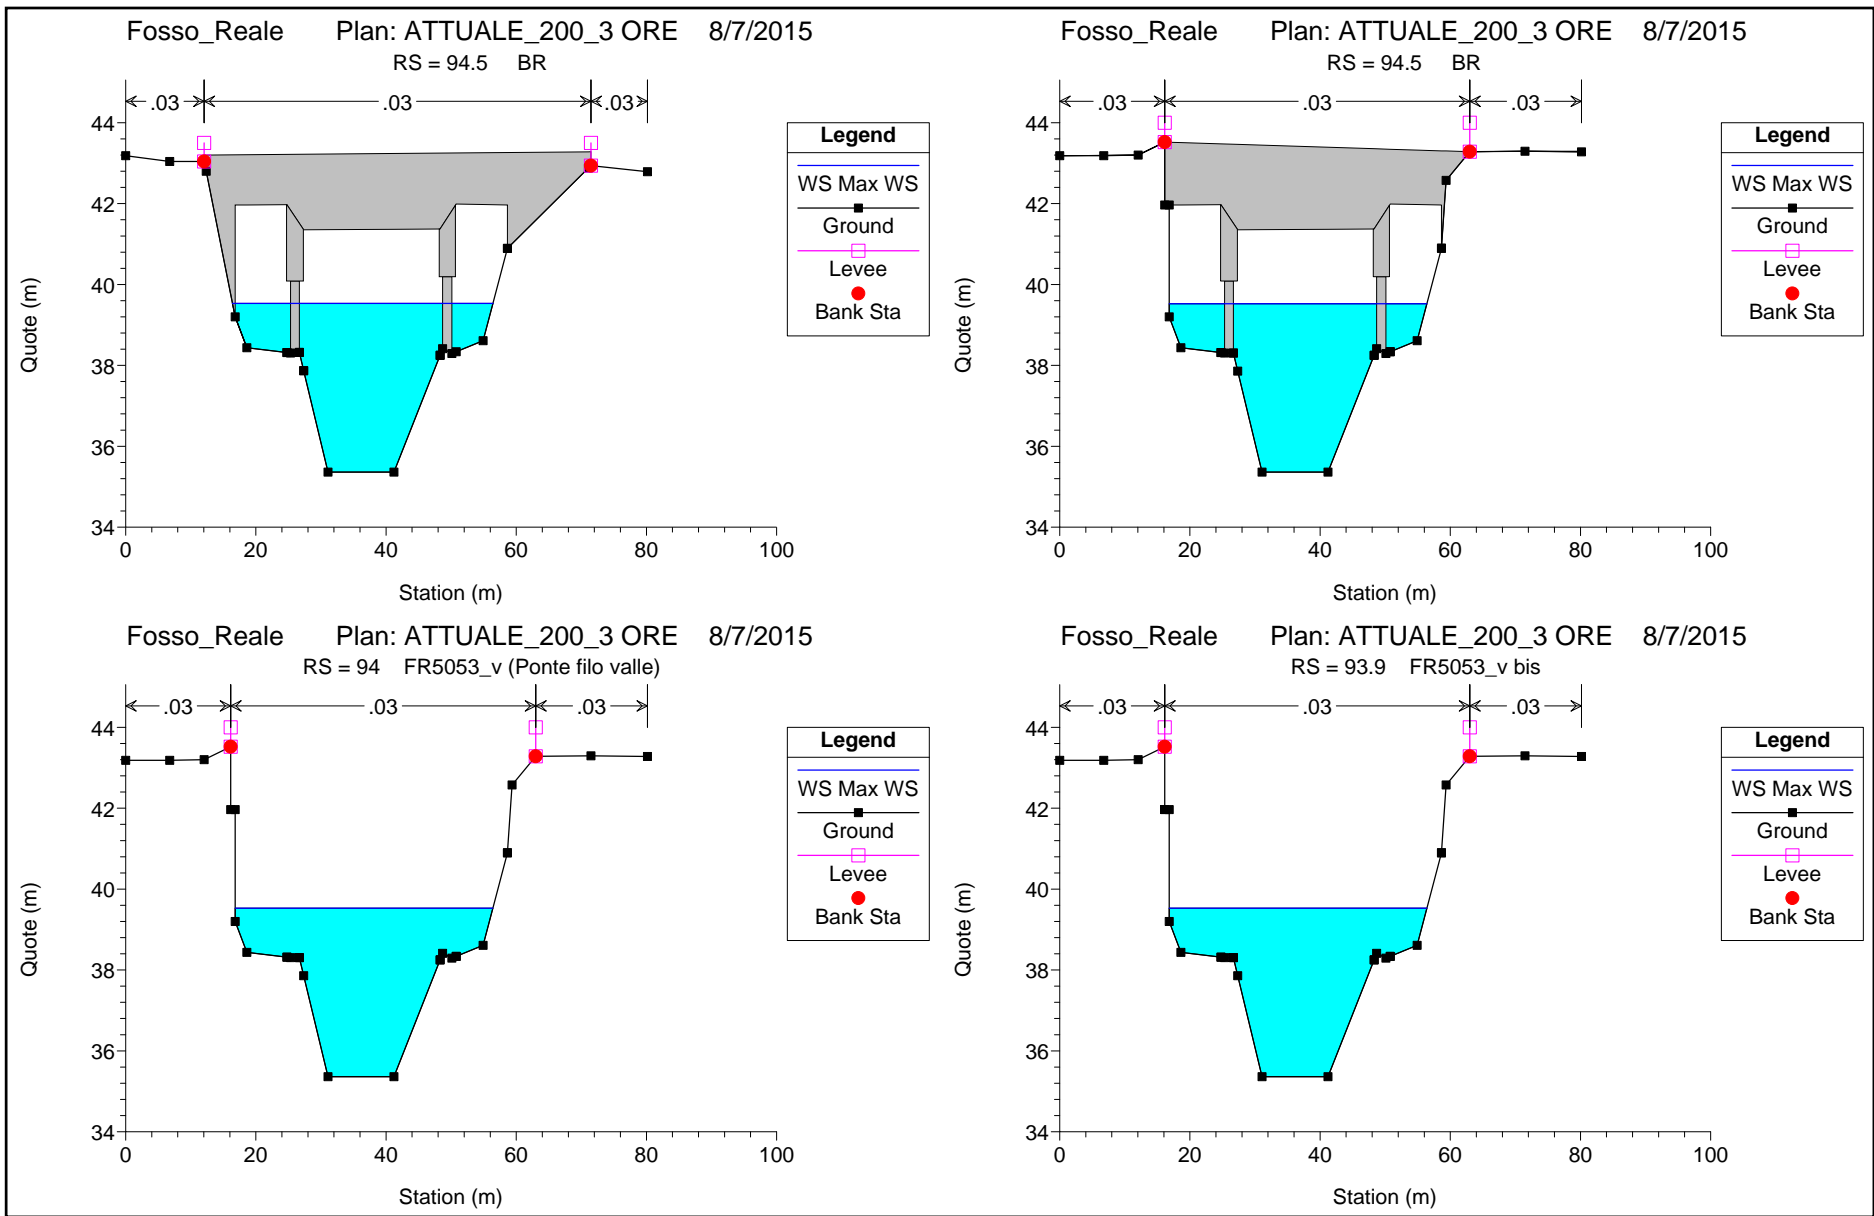 Fosso_Reale Plan: ATTUALE_200_3 ORE 8/7/2015
RS = 94.5 BR
.03 .03 .03
44
42
40
38
36
34
0 20 40 60 80 100
Quote (m)
Station (m)
Legend
WS Max WS
Ground
Levee
Bank Sta
Fosso_Reale Plan: ATTUALE_200_3 ORE 8/7/2015
RS = 94.5 BR
.03 .03 .03
44
42
40
38
36
34
0 20 40 60 80 100
Quote (m)
Station (m)
Legend
WS Max WS
Ground
Levee
Bank Sta
Fosso_Reale Plan: ATTUALE_200_3 ORE 8/7/2015
RS = 94 FR5053_v (Ponte filo valle)
.03 .03 .03
44
42
40
38
36
34
0 20 40 60 80 100
Quote (m)
Station (m)
Legend
WS Max WS
Ground
Levee
Bank Sta
Fosso_Reale Plan: ATTUALE_200_3 ORE 8/7/2015
RS = 93.9 FR5053_v bis
.03 .03 .03
44
42
40
38
36
34
0 20 40 60 80 100
Quote (m)
Station (m)
Legend
WS Max WS
Ground
Levee
Bank Sta